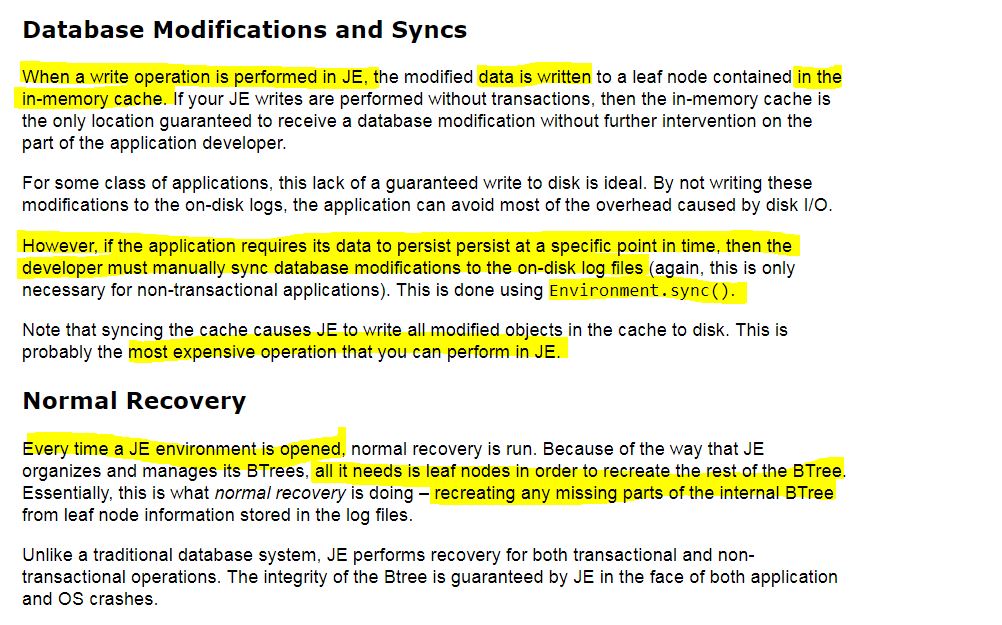 Database Modifications and Syncs
When a write operation is performed in JE, the modified data is written to a leaf node contained in the
in-memory cache. If your JE writes are performed without transactions, then the in-memory cache is
the only location guaranteed to receive a database modification without further intervention on the
part of the application developer.
For some class of applications, this lack of a guaranteed write to disk is ideal. By not writing these
modifications to the on-disk logs, the application can avoid most of the overhead caused by disk I/O.
However, if the application requires its data to persist persist at a specific point in time, then the
developer must manually sync database modifications to the on-disk log files (again, this is only
necessary for non-transactional applications). This is done using Environment.sync().
Note that syncing the cache causes JE to write all modified objects in the cache to disk. This is
probably the most expensive operation that you can perform in JE.
Normal Recovery
Every time a JE environment is opened, normal recovery is run. Because of the way that JE
organizes and manages its BTrees, all it needs is leaf nodes in order to recreate the rest of the BTree.
Essentially, this is what normal recovery is doing – recreating any missing parts of the internal BTree
from leaf node information stored in the log files.
Unlike a traditional database system, JE performs recovery for both transactional and non-
transactional operations. The integrity of the Btree is guaranteed by JE in the face of both application
and OS crashes.